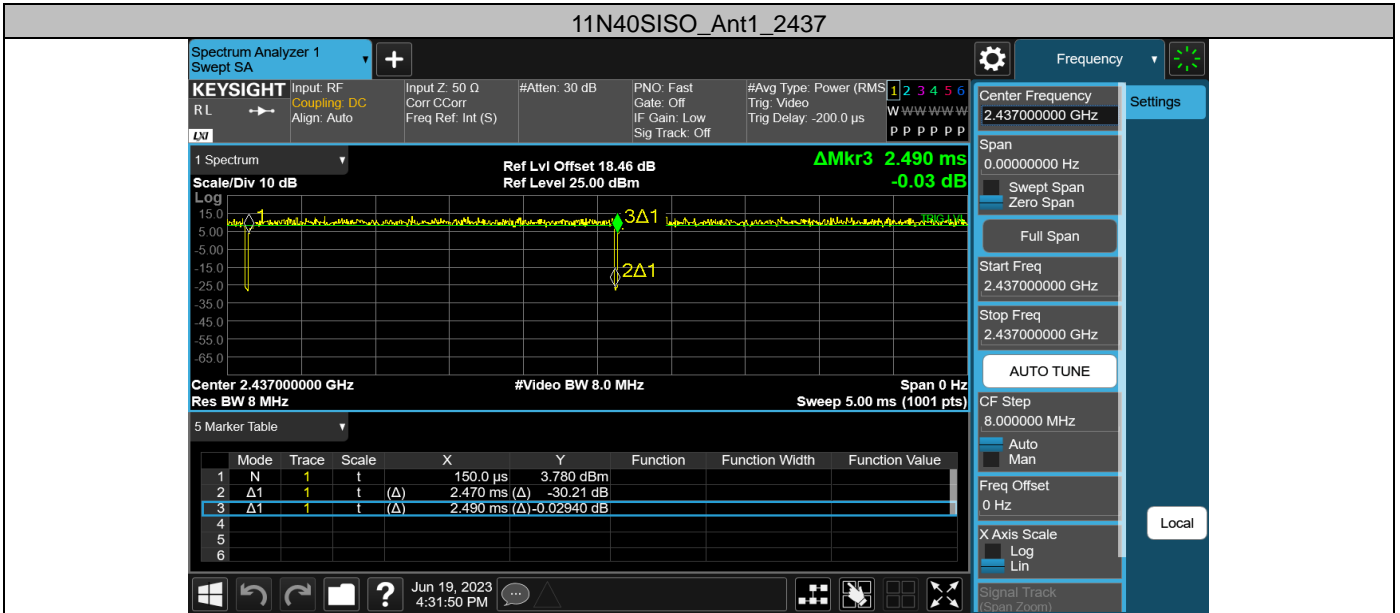 11N40SISO_Ant1_2437
Spectrum Analyzer 1
Swept SA
+
Frequency
KEYSIGHT
R L
LXI
Input: RF
Coupling: DC
Align: Auto
Input Z: 50 Ω
Corr CCorr
Freq Ref: Int (S)
#Atten: 30 dB
PNO: Fast
Gate: Off
IF Gain: Low
Sig Track: Off
#Avg Type: Power (RMS
Trig: Video
Trig Delay: -200.0 µs
1 2 3 4 5 6
W W W W W W
P P P P P P
1 Spectrum
Scale/Div 10 dB
Ref Lvl Offset 18.46 dB
Ref Level 25.00 dBm
ΔMkr3 2.490 ms
-0.03 dB
Log
15.0
5.00
-5.00
-15.0
-25.0
-35.0
-45.0
-55.0
-65.0
1
3Δ1
2Δ1
TRIG LVL
Center 2.437000000 GHz
#Video BW 8.0 MHz
Span 0 Hz
Res BW 8 MHz
Sweep 5.00 ms (1001 pts)
5 Marker Table
Mode Trace Scale X Y Function Function Width Function Value
1 N 1 t 150.0 µs 3.780 dBm
2 Δ1 1 t (Δ) 2.470 ms (Δ) -30.21 dB
3 Δ1 1 t (Δ) 2.490 ms (Δ) -0.02940 dB
4
5
6
?
Jun 19, 2023
4:31:50 PM
Center Frequency
2.437000000 GHz
Span
0.00000000 Hz
Swept Span
Zero Span
Full Span
Start Freq
2.437000000 GHz
Stop Freq
2.437000000 GHz
AUTO TUNE
CF Step
8.000000 MHz
Auto
Man
Freq Offset
0 Hz
X Axis Scale
Log
Lin
Signal Track
(Span Zoom)
Settings
Local